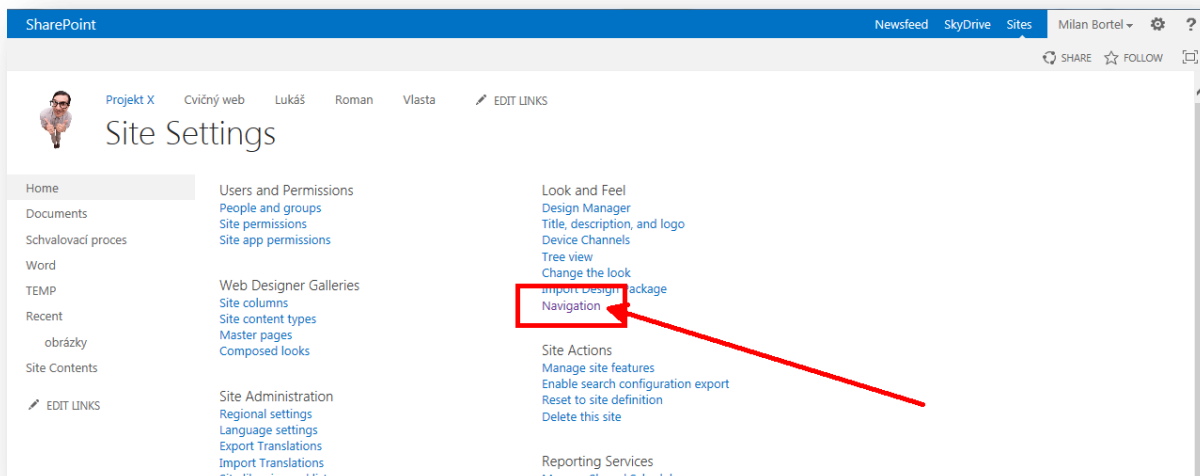 SharePoint
Newsfeed SkyDrive Sites Milan Bortel ?
SHARE FOLLOW
Projekt X Cvičný web Lukáš Roman Vlasta EDIT LINKS
Site Settings
Home
Documents
Schvalovací proces
Word
TEMP
Recent
obrázky
Site Contents
EDIT LINKS
Users and Permissions
People and groups
Site permissions
Site app permissions
Web Designer Galleries
Site columns
Site content types
Master pages
Composed looks
Site Administration
Regional settings
Language settings
Export Translations
Import Translations
Look and Feel
Design Manager
Title, description, and logo
Device Channels
Tree view
Change the look
Import Design Package
Navigation
Site Actions
Manage site features
Enable search configuration export
Reset to site definition
Delete this site
Reporting Services